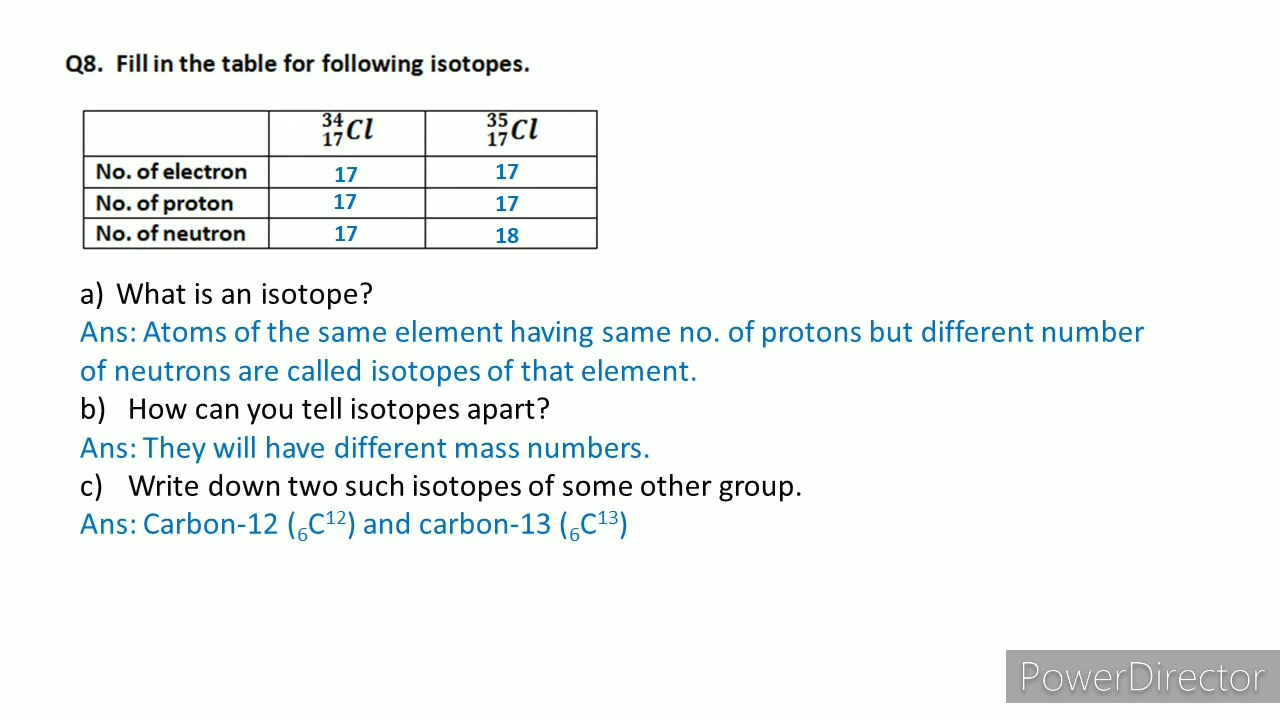 Q8. Fill in the table for following isotopes.
³⁴₁₇Cl ³⁵₁₇Cl
No. of electron 17 17
No. of proton 17 17
No. of neutron 17 18
a) What is an isotope?
Ans: Atoms of the same element having same no. of protons but different number
of neutrons are called isotopes of that element.
b) How can you tell isotopes apart?
Ans: They will have different mass numbers.
c) Write down two such isotopes of some other group.
Ans: Carbon-12 (₆C¹²) and carbon-13 (₆C¹³)
PowerDirector